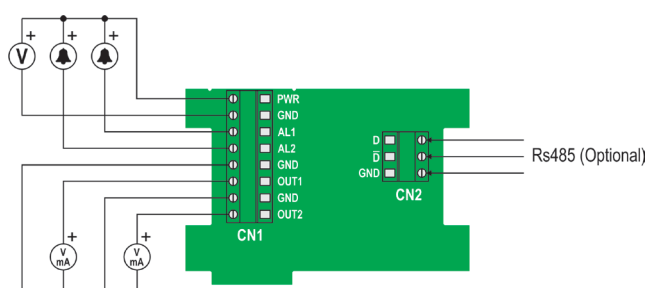 + + +
V
PWR
GND
AL1
AL2
GND
OUT1
GND
OUT2
CN1
D
D̅
GND
CN2
Rs485 (Optional)
+ +
V
mA
V
mA